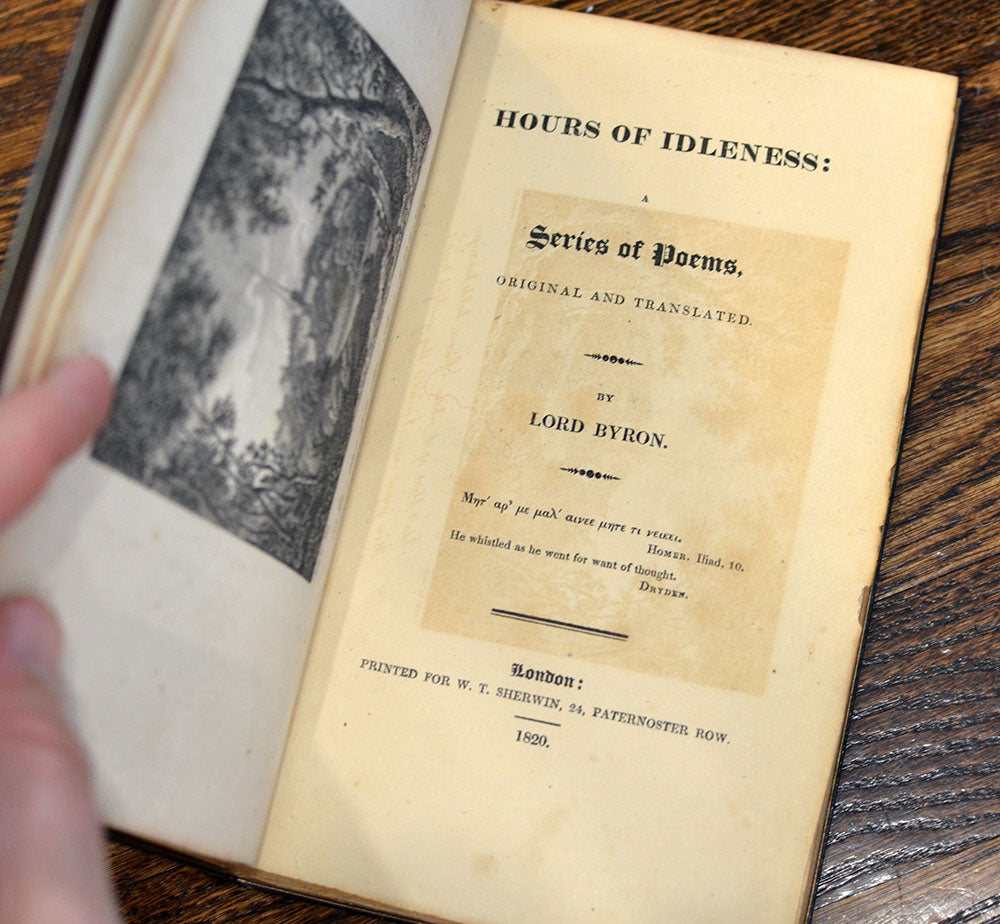 HOURS OF IDLENESS:
A
Series of Poems,
ORIGINAL AND TRANSLATED.
BY
LORD BYRON.
Μητ' αρ' με μαλ' αινεε μητε τι νεικει.
HOMER. Iliad, 10.
He whistled as he went for want of thought.
DRYDEN.
London:
PRINTED FOR W. T. SHERWIN, 24, PATERNOSTER ROW.
1820.